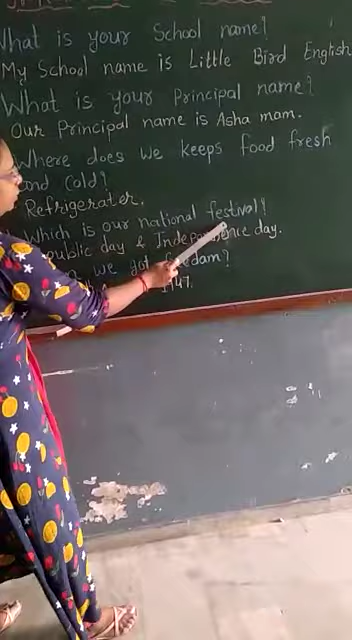 What is your School name?
My School name is Little Bird English
What is your Principal name?
Our Principal name is Asha mam.
Where does we keeps food fresh
and cold?
Refrigerater.
Which is our national festival?
Republic day & Independence day.
we got
1947.